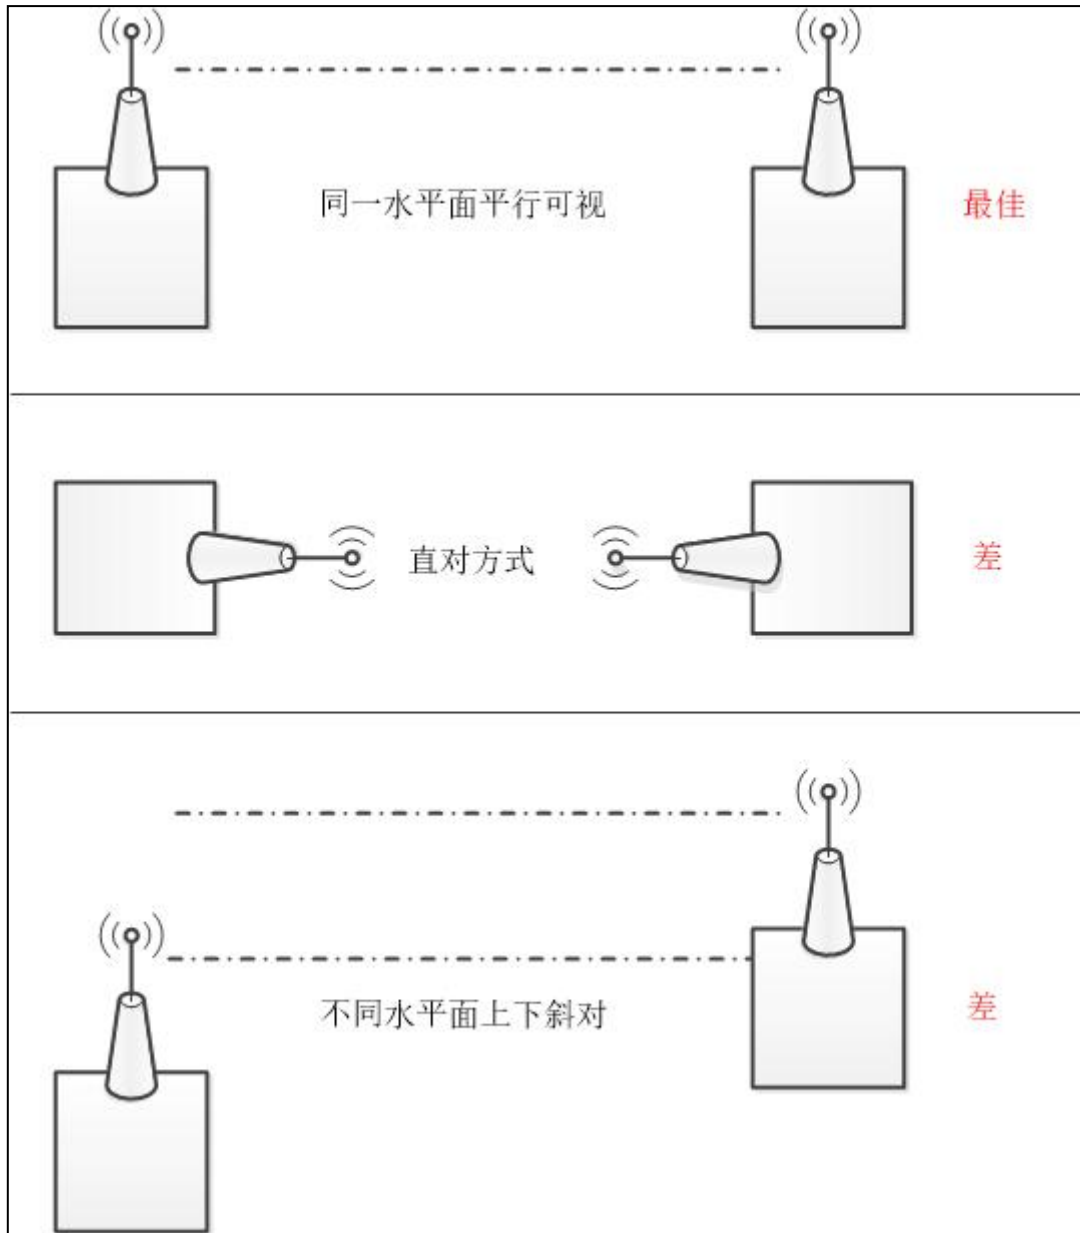 同一水平面平行可视
最佳
直对方式
差
不同水平面上下斜对
差